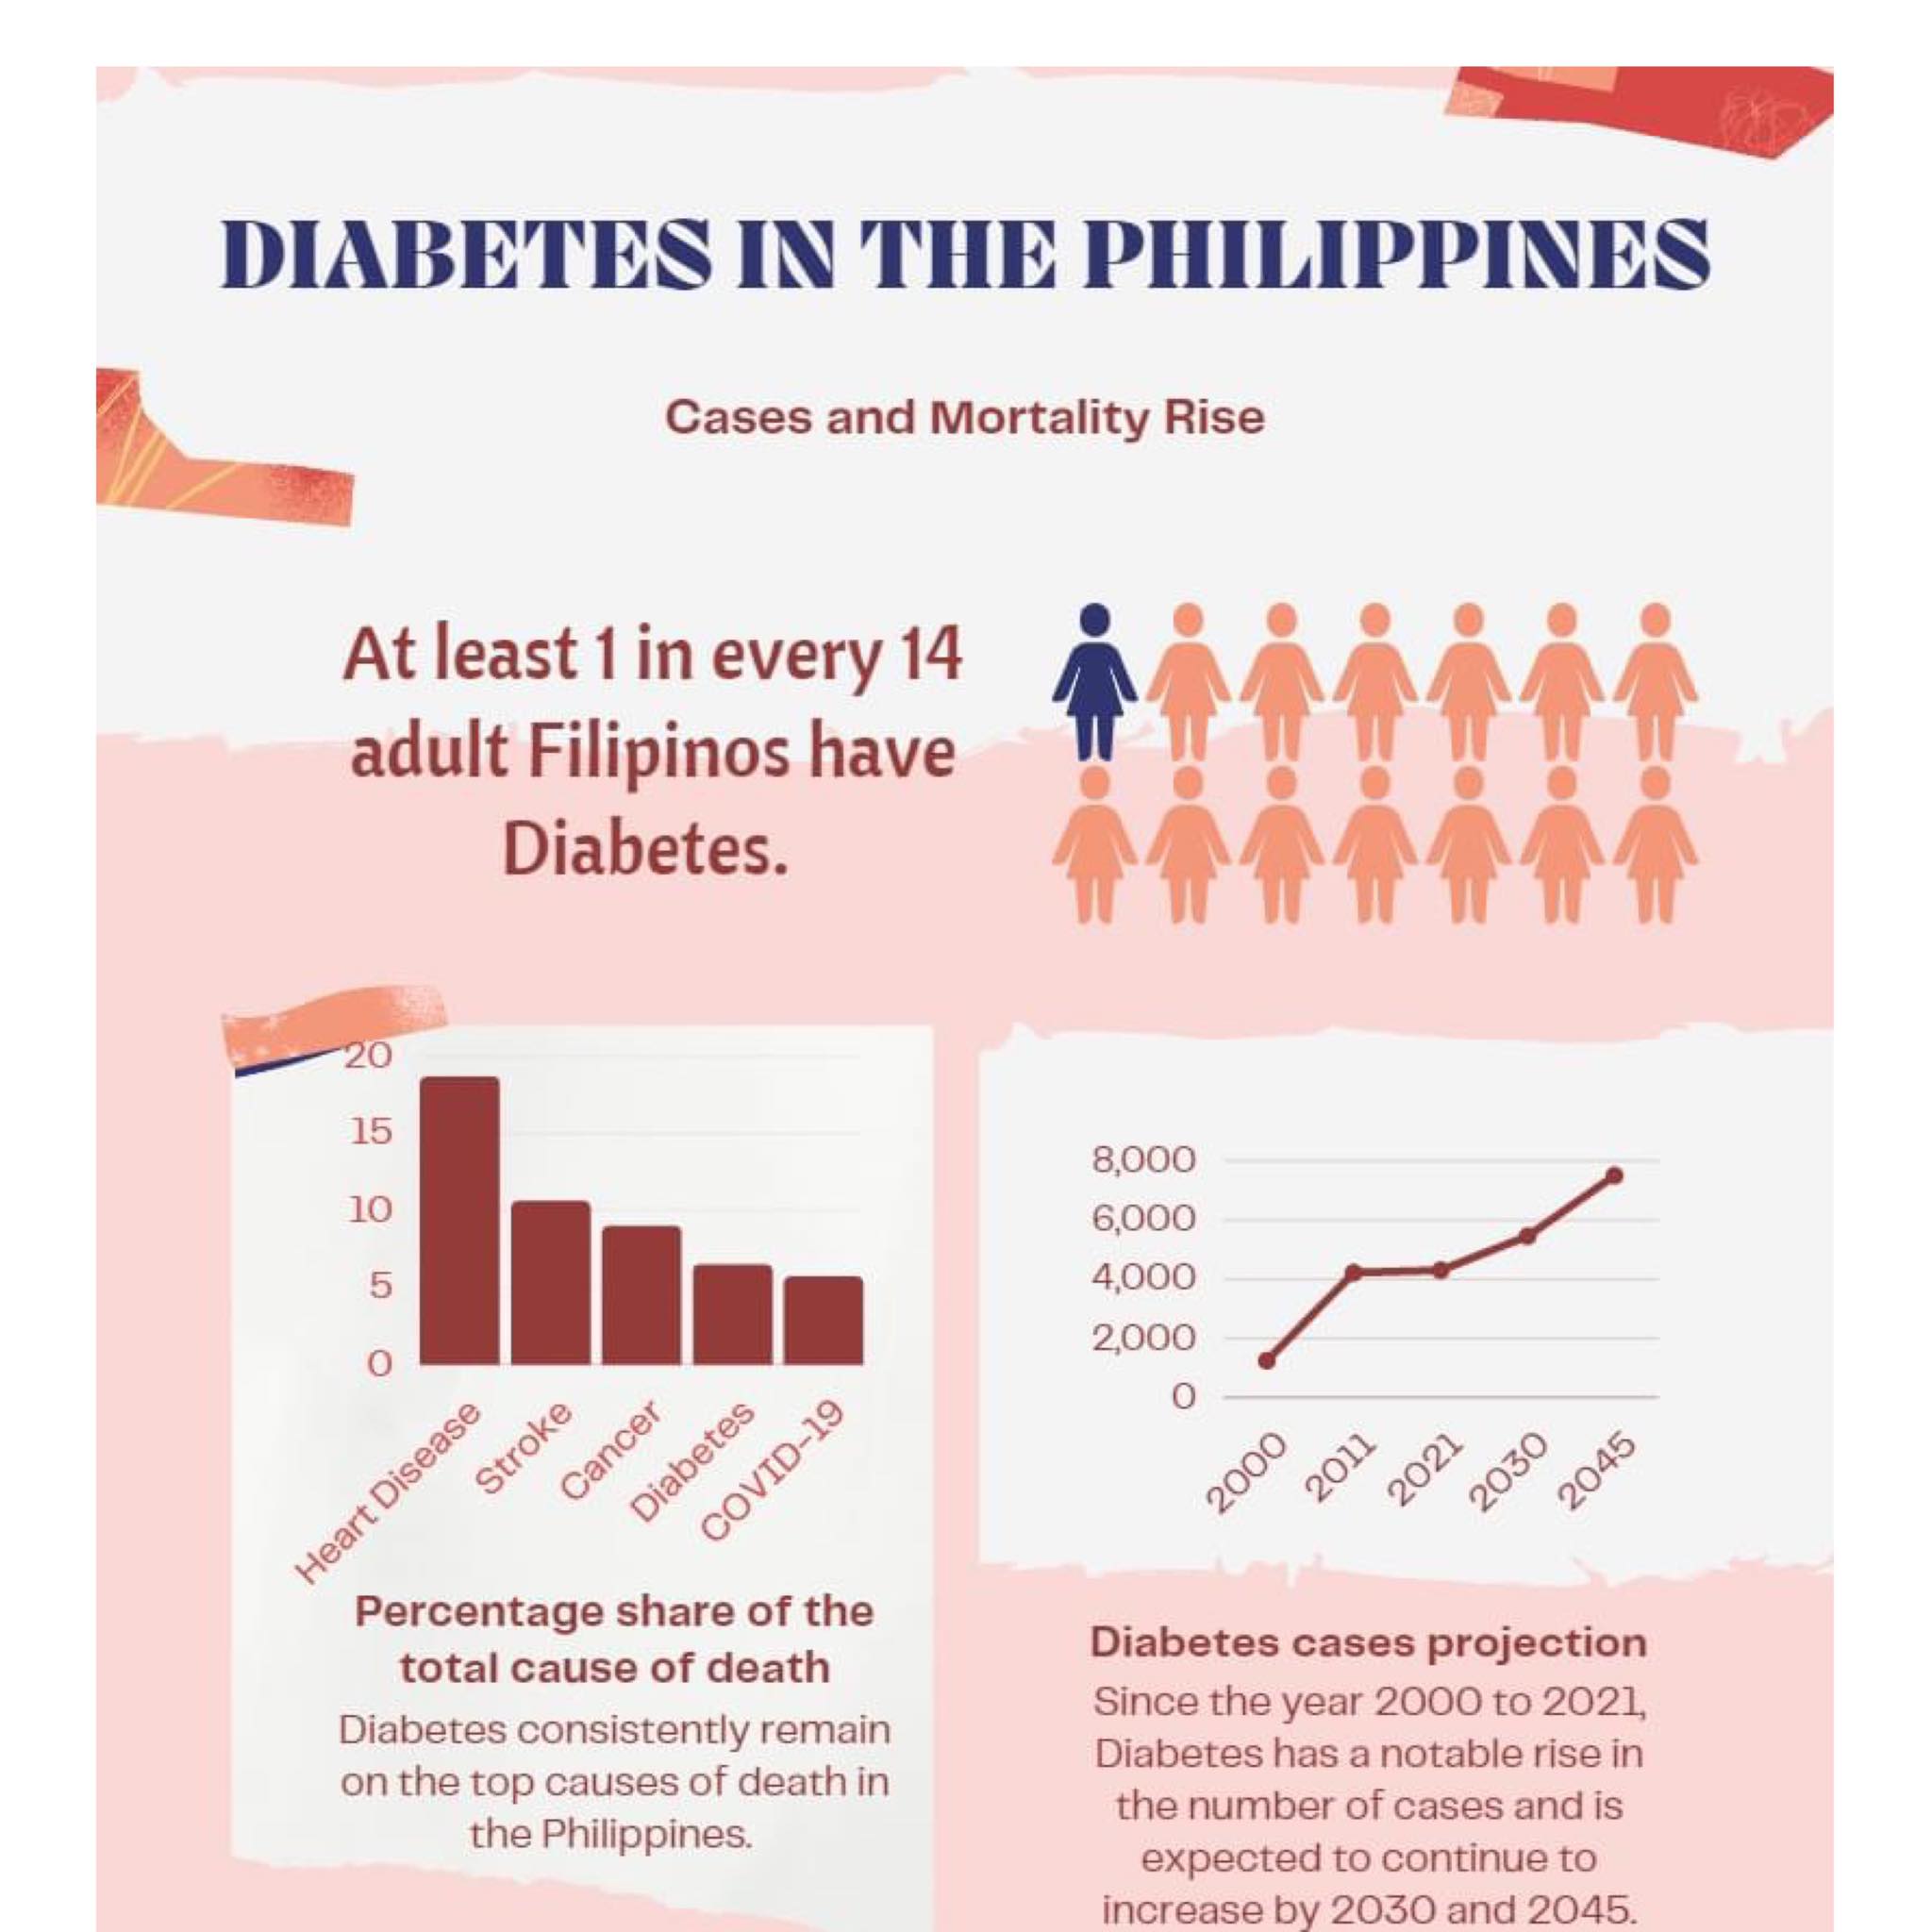 DIABETES IN THE PHILIPPINES
Cases and Mortality Rise
At least 1 in every 14
adult Filipinos have
Diabetes.
20
15
10
5
0
Heart Disease
Stroke
Cancer
Diabetes
COVID-19
Percentage share of the
total cause of death
Diabetes consistently remain
on the top causes of death in
the Philippines.
8,000
6,000
4,000
2,000
0
2000
2011
2021
2030
2045
Diabetes cases projection
Since the year 2000 to 2021,
Diabetes has a notable rise in
the number of cases and is
expected to continue to
increase by 2030 and 2045.